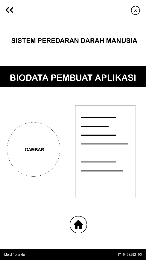 SISTEM PEREDARAN DARAH MANUSIA
BIODATA PEMBUAT APLIKASI
GAMBAR